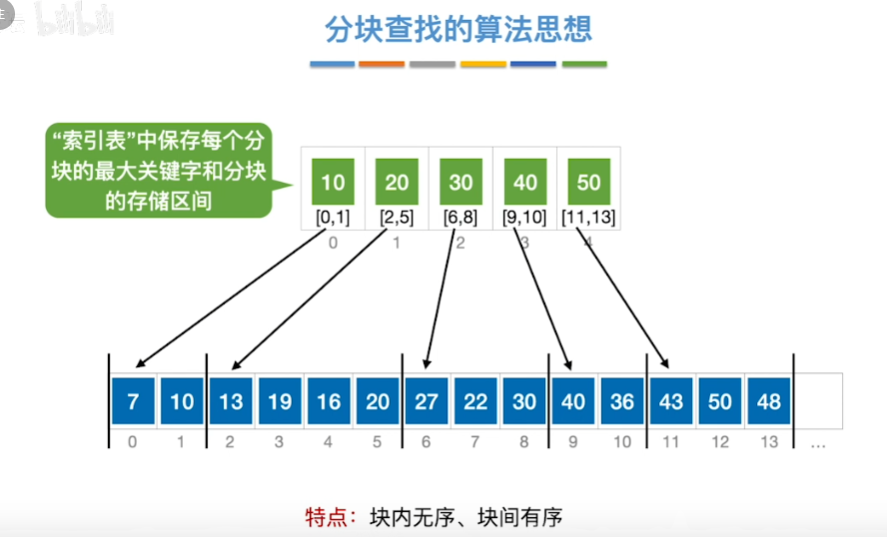 bilibili
分块查找的算法思想
“索引表”中保存每个分
块的最大关键字和分块
的存储区间
10 20 30 40 50
[0,1] [2,5] [6,8] [9,10] [11,13]
0 1 2 3 4
7 10 13 19 16 20 27 22 30 40 36 43 50 48
0 1 2 3 4 5 6 7 8 9 10 11 12 13 ...
特点：块内无序、块间有序